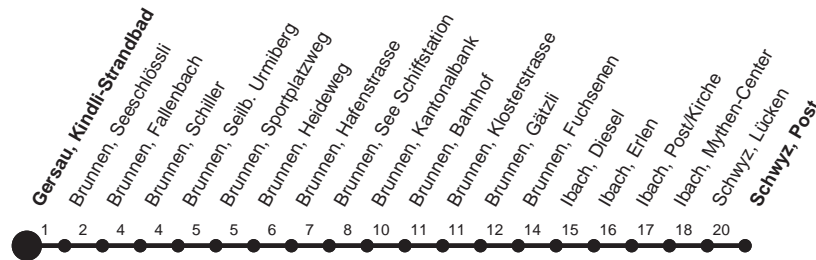 Gersau, Kindli-Strandbad
Brunnen, Seeschlössli
Brunnen, Fallenbach
Brunnen, Schiller
Brunnen, Seilb. Urmiberg
Brunnen, Sportplatzweg
Brunnen, Heideweg
Brunnen, Hafenstrasse
Brunnen, See Schiffstation
Brunnen, Kantonalbank
Brunnen, Bahnhof
Brunnen, Klosterstrasse
Brunnen, Gätzli
Brunnen, Fuchsenen
Ibach, Diesel
Ibach, Erlen
Ibach, Post/Kirche
Ibach, Mythen-Center
Schwyz, Lücken
Schwyz, Post
1 2 4 4 5 5 6 7 8 10 11 11 12 14 15 16 17 18 20